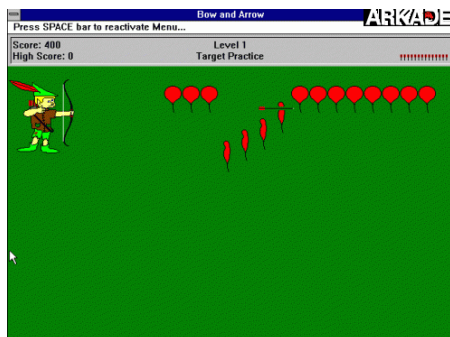 Bow and Arrow
ARKADE
Press SPACE bar to reactivate Menu...
Score: 400
Level 1
High Score: 0
Target Practice